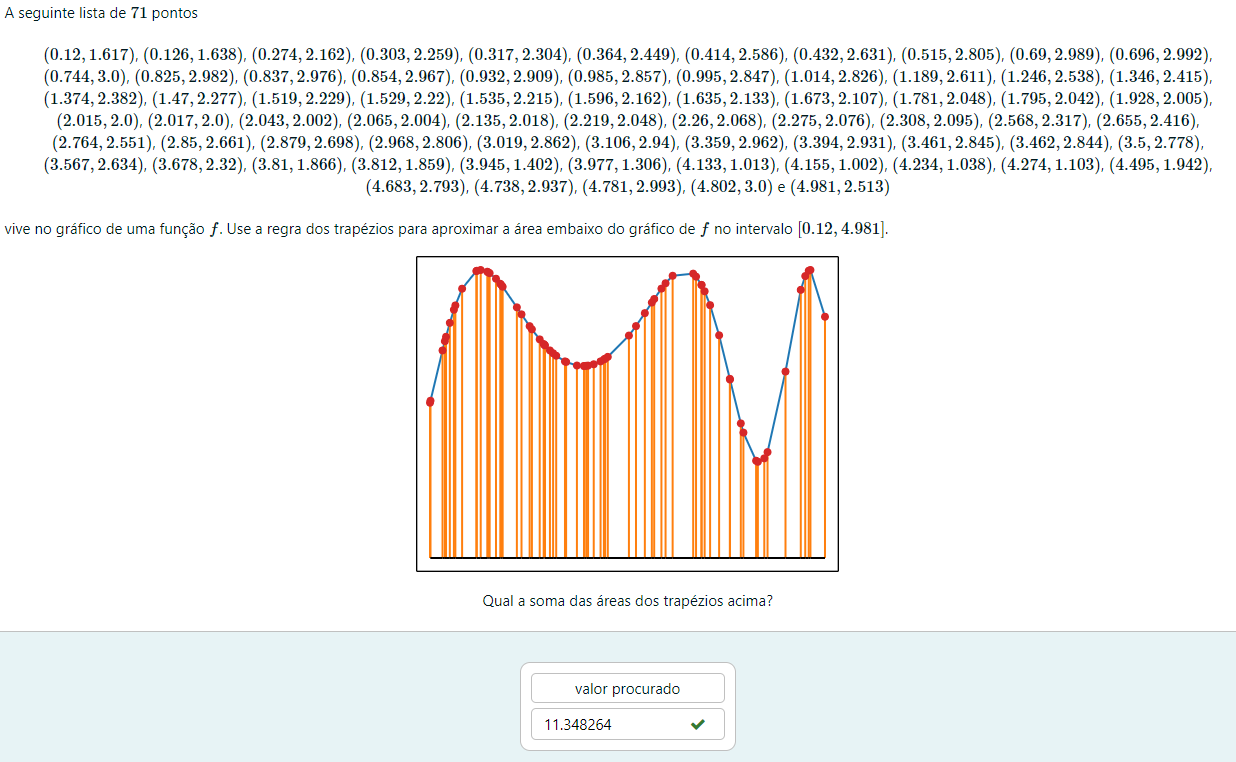 A seguinte lista de 71 pontos
(0.12, 1.617), (0.126, 1.638), (0.274, 2.162), (0.303, 2.259), (0.317, 2.304), (0.364, 2.449), (0.414, 2.586), (0.432, 2.631), (0.515, 2.805), (0.69, 2.989), (0.696, 2.992),
(0.744, 3.0), (0.825, 2.982), (0.837, 2.976), (0.854, 2.967), (0.932, 2.909), (0.985, 2.857), (0.995, 2.847), (1.014, 2.826), (1.189, 2.611), (1.246, 2.538), (1.346, 2.415),
(1.374, 2.382), (1.47, 2.277), (1.519, 2.229), (1.529, 2.22), (1.535, 2.215), (1.596, 2.162), (1.635, 2.133), (1.673, 2.107), (1.781, 2.048), (1.795, 2.042), (1.928, 2.005),
(2.015, 2.0), (2.017, 2.0), (2.043, 2.002), (2.065, 2.004), (2.135, 2.018), (2.219, 2.048), (2.26, 2.068), (2.275, 2.076), (2.308, 2.095), (2.568, 2.317), (2.655, 2.416),
(2.764, 2.551), (2.85, 2.661), (2.879, 2.698), (2.968, 2.806), (3.019, 2.862), (3.106, 2.94), (3.359, 2.962), (3.394, 2.931), (3.461, 2.845), (3.462, 2.844), (3.5, 2.778),
(3.567, 2.634), (3.678, 2.32), (3.81, 1.866), (3.812, 1.859), (3.945, 1.402), (3.977, 1.306), (4.133, 1.013), (4.155, 1.002), (4.234, 1.038), (4.274, 1.103), (4.495, 1.942),
(4.683, 2.793), (4.738, 2.937), (4.781, 2.993), (4.802, 3.0) e (4.981, 2.513)
vive no gráfico de uma função f. Use a regra dos trapézios para aproximar a área embaixo do gráfico de f no intervalo [0.12, 4.981].
Qual a soma das áreas dos trapézios acima?
valor procurado
11.348264